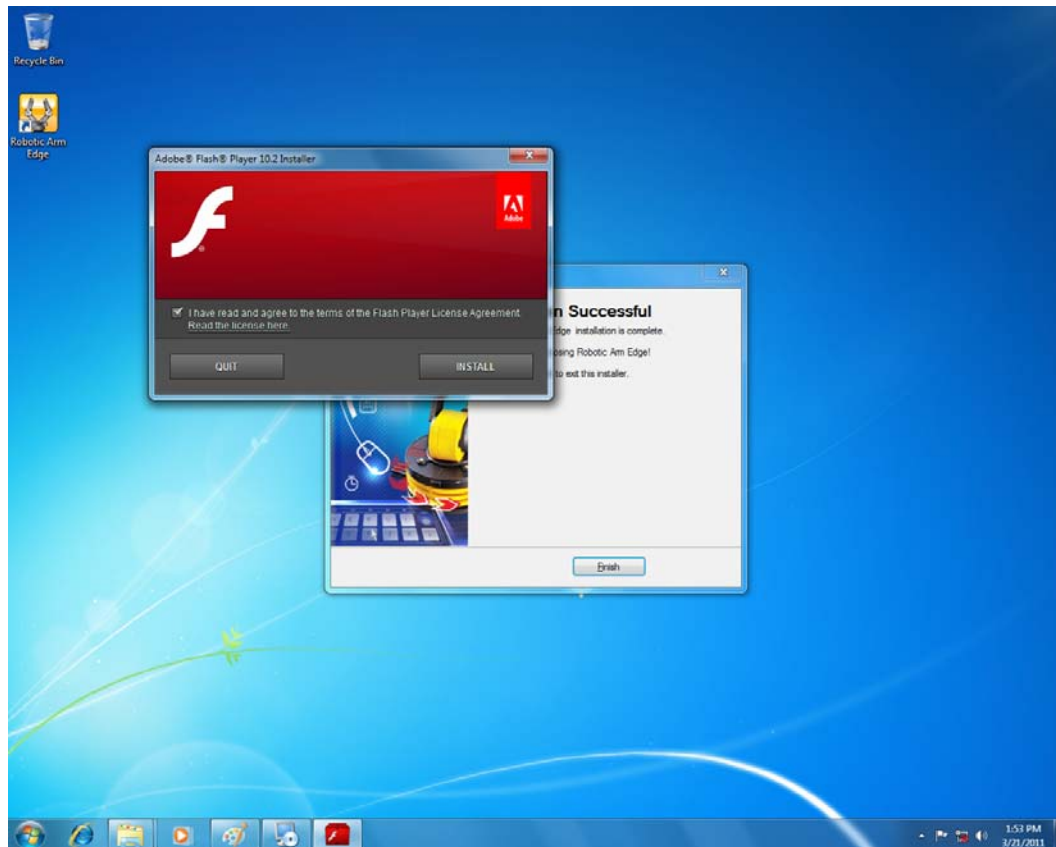 Recycle Bin
Robotic Arm
Edge
Adobe® Flash® Player 10.2 Installer
Adobe
I have read and agree to the terms of the Flash Player License Agreement.
Read the license here.
QUIT
INSTALL
n Successful
dge installation is complete.
osing Robotic Arm Edge!
to exit this installer.
Finish
1:53 PM
3/21/2011